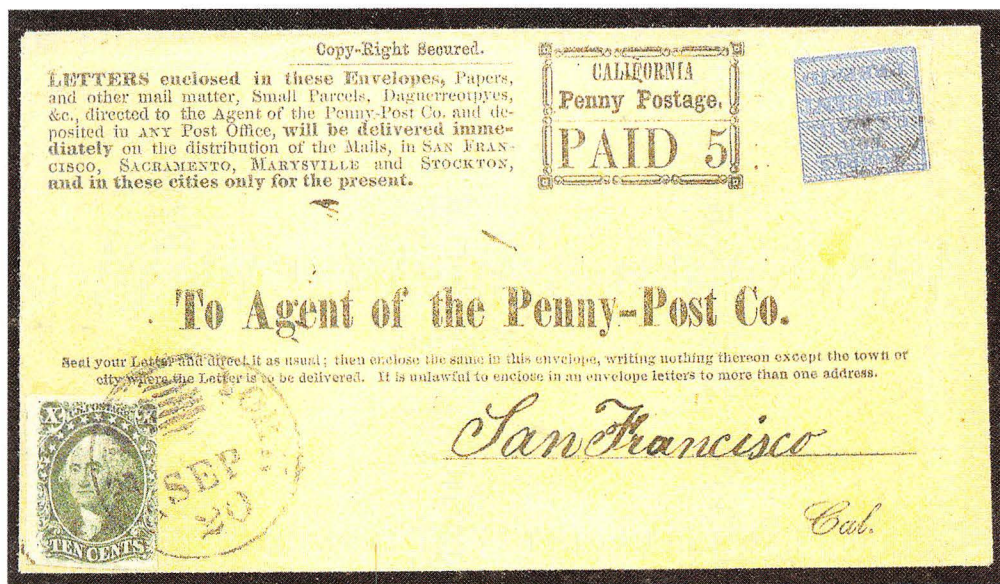 Copy-Right Secured.
LETTERS enclosed in these Envelopes, Papers,
and other mail matter, Small Parcels, Daguerreotpyes,
&c., directed to the Agent of the Penny-Post Co. and de-
posited in ANY Post Office, will be delivered imme-
diately on the distribution of the Mails, in SAN FRAN-
CISCO, SACRAMENTO, MARYSVILLE and STOCKTON,
and in these cities only for the present.
CALIFORNIA
Penny Postage.
PAID 5
To Agent of the Penny-Post Co.
Seal your Letter and direct it as usual; then enclose the same in this envelope, writing nothing thereon except the town or
city where the Letter is to be delivered. It is unlawful to enclose in an envelope letters to more than one address.
San Francisco
Cal.
X U.S. POSTAGE X
TEN CENTS
SEP
20